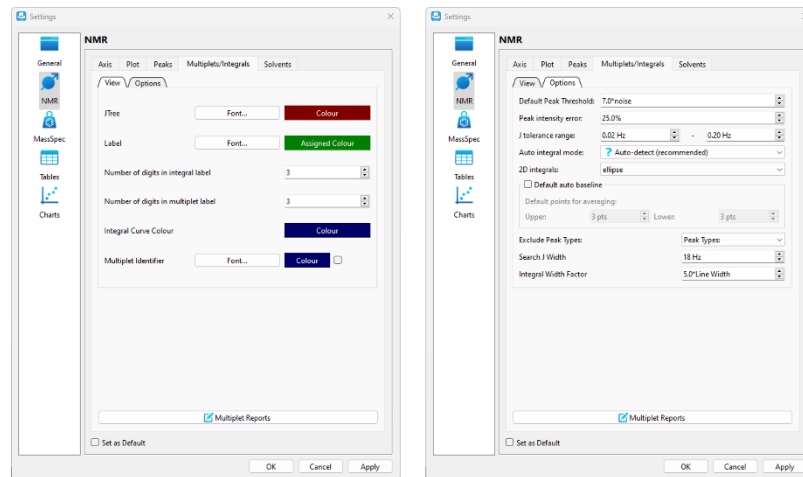 Settings
General
NMR
MassSpec
Tables
Charts
NMR
Axis Plot Peaks Multiplets/Integrals Solvents
View Options
JTree Font... Colour
Label Font... Assigned Colour
Number of digits in integral label 3
Number of digits in multiplet label 3
Integral Curve Colour Colour
Multiplet Identifier Font... Colour
Multiplet Reports
Set as Default
OK Cancel Apply
Settings
General
NMR
MassSpec
Tables
Charts
NMR
Axis Plot Peaks Multiplets/Integrals Solvents
View Options
Default Peak Threshold: 7.0*noise
Peak intensity error: 25.0%
J tolerance range: 0.02 Hz - 0.20 Hz
Auto integral mode: ? Auto-detect (recommended)
2D integrals: ellipse
Default auto baseline
Default points for averaging:
Upper: 3 pts Lower: 3 pts
Exclude Peak Types: Peak Types:
Search J Width 18 Hz
Integral Width Factor 5.0*Line Width
Multiplet Reports
Set as Default
OK Cancel Apply